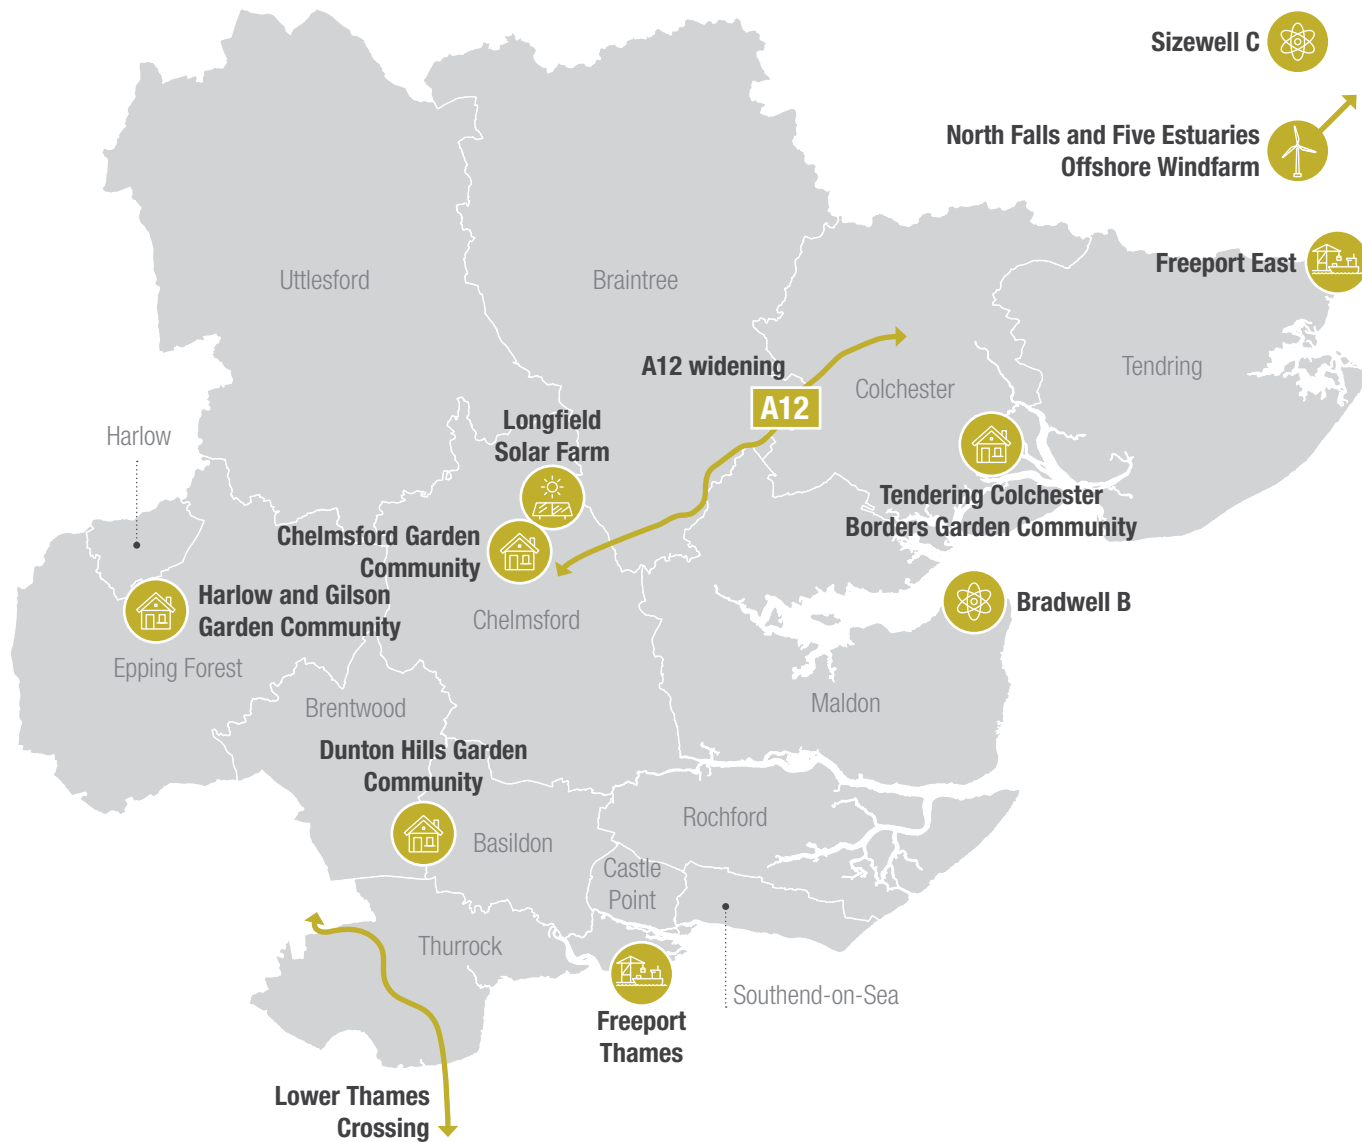 Sizewell C
North Falls and Five Estuaries
Offshore Windfarm
Freeport East
Uttlesford
Braintree
Tendring
A12 widening
A12
Colchester
Longfield
Solar Farm
Harlow
Tendering Colchester
Borders Garden Community
Chelmsford Garden
Community
Harlow and Gilson
Garden Community
Bradwell B
Chelmsford
Epping Forest
Maldon
Brentwood
Dunton Hills Garden
Community
Rochford
Basildon
Castle
Point
Thurrock
Southend-on-Sea
Freeport
Thames
Lower Thames
Crossing